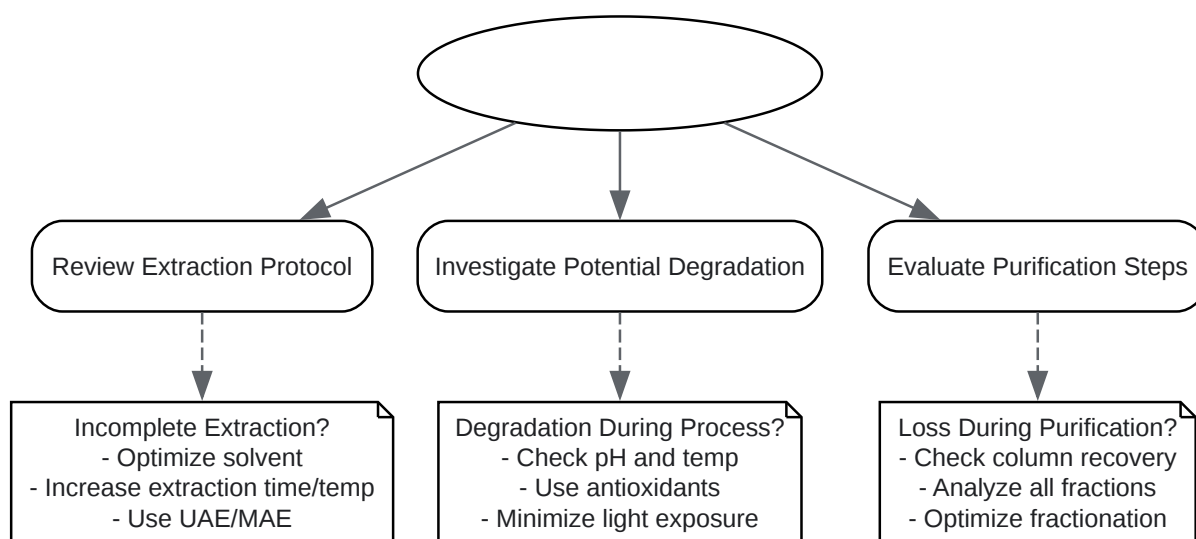 Review Extraction Protocol
Investigate Potential Degradation
Evaluate Purification Steps
Incomplete Extraction?
- Optimize solvent
- Increase extraction time/temp
- Use UAE/MAE
Degradation During Process?
- Check pH and temp
- Use antioxidants
- Minimize light exposure
Loss During Purification?
- Check column recovery
- Analyze all fractions
- Optimize fractionation